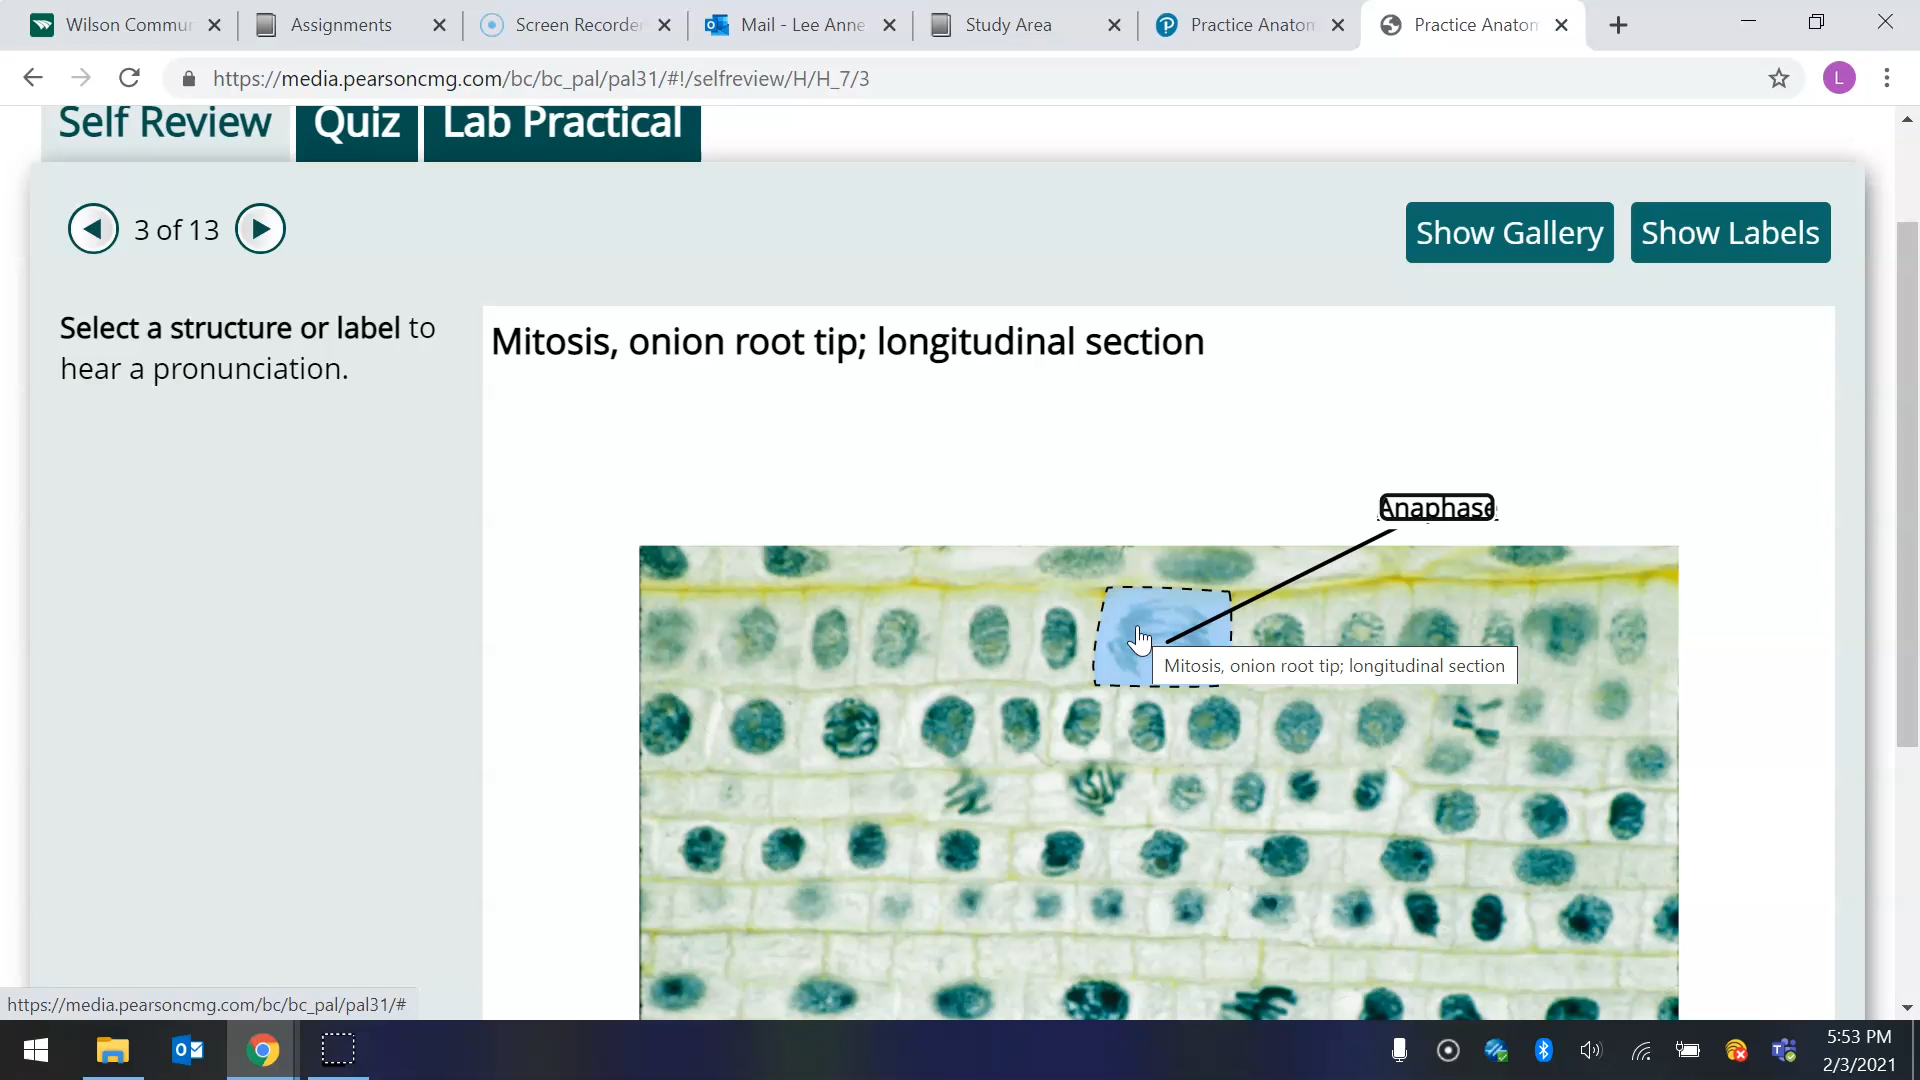 Wilson Commun
Assignments
Screen Recorder
Mail - Lee Anne
Study Area
Practice Anatom
Practice Anatom
https://media.pearsoncmg.com/bc/bc_pal/pal31/#!/selfreview/H/H_7/3
L
Self Review
Quiz
Lab Practical
3 of 13
Show Gallery
Show Labels
Select a structure or label to
hear a pronunciation.
Mitosis, onion root tip; longitudinal section
Anaphase
Mitosis, onion root tip; longitudinal section
https://media.pearsoncmg.com/bc/bc_pal/pal31/#
5:53 PM
2/3/2021